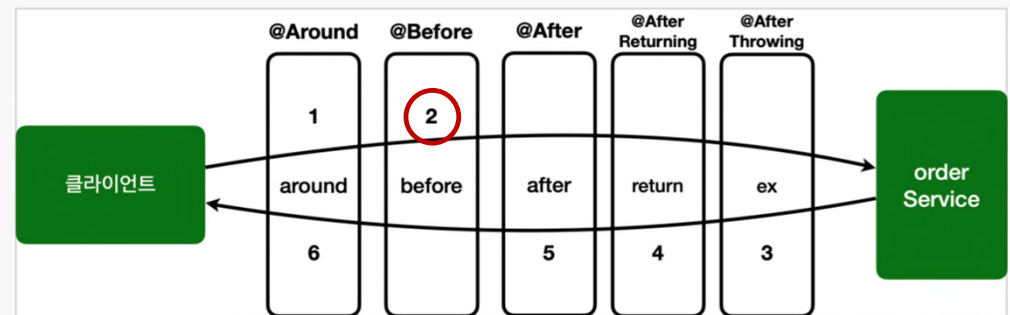 @Around
@Before
@After
@After
Returning
@After
Throwing
1
2
클라이언트
around
before
after
return
ex
order
Service
6
5
4
3